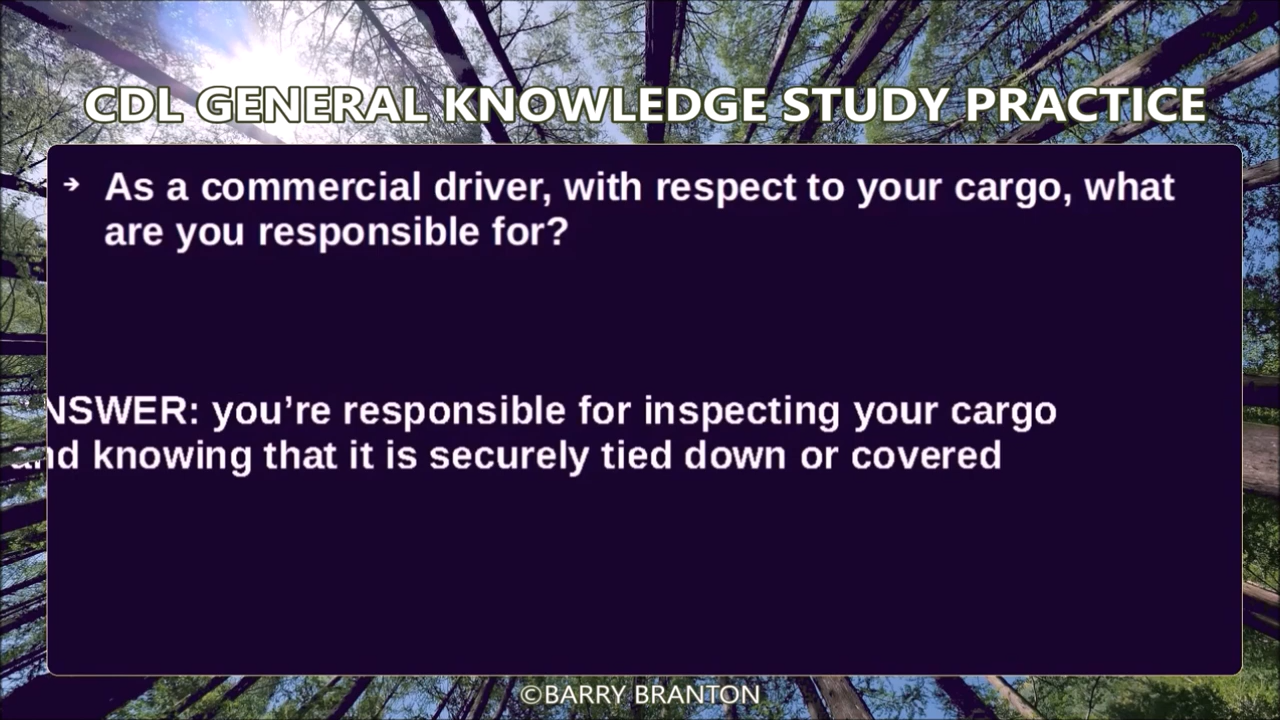 CDL GENERAL KNOWLEDGE STUDY PRACTICE
➔ As a commercial driver, with respect to your cargo, what
are you responsible for?
NSWER: you’re responsible for inspecting your cargo
and knowing that it is securely tied down or covered
©BARRY BRANTON